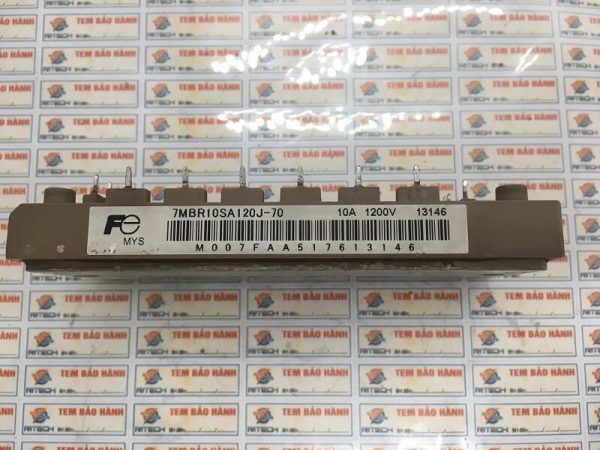 7MBR10SA120J-70 10A 1200V 13146
Fe
MYS
M007FAA517613146
TEM BẢO HÀNH
RITECH